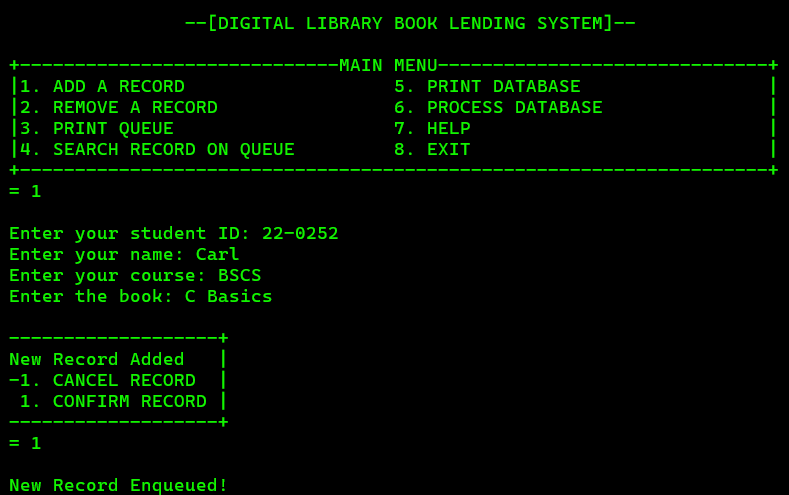 --[DIGITAL LIBRARY BOOK LENDING SYSTEM]--
+-----------------------------MAIN MENU------------------------------+
|1. ADD A RECORD                   5. PRINT DATABASE                 |
|2. REMOVE A RECORD                6. PROCESS DATABASE               |
|3. PRINT QUEUE                    7. HELP                           |
|4. SEARCH RECORD ON QUEUE         8. EXIT                           |
+--------------------------------------------------------------------+
= 1
Enter your student ID: 22-0252
Enter your name: Carl
Enter your course: BSCS
Enter the book: C Basics
-------------------+
New Record Added   |
-1. CANCEL RECORD  |
 1. CONFIRM RECORD |
-------------------+
= 1
New Record Enqueued!